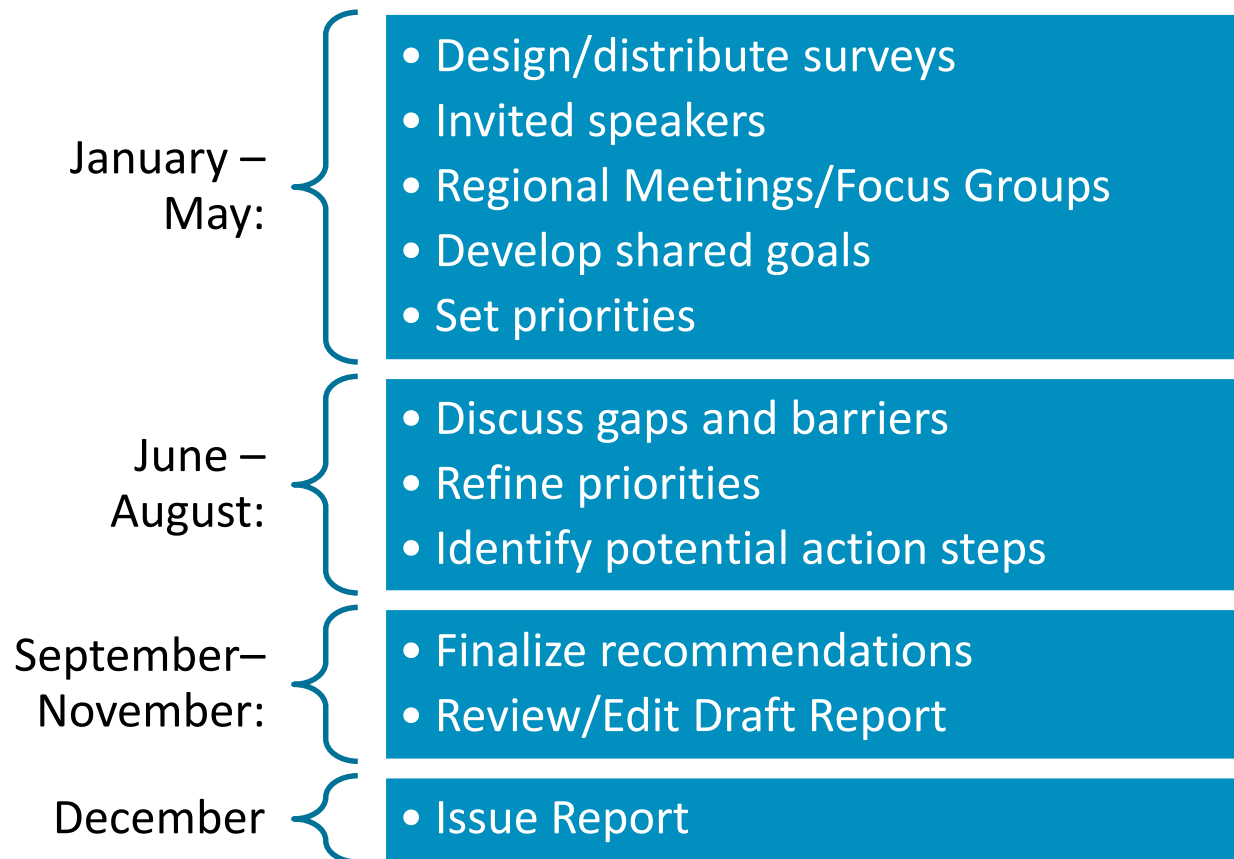 January –
May:
• Design/distribute surveys
• Invited speakers
• Regional Meetings/Focus Groups
• Develop shared goals
• Set priorities
June –
August:
• Discuss gaps and barriers
• Refine priorities
• Identify potential action steps
September–
November:
• Finalize recommendations
• Review/Edit Draft Report
December
• Issue Report